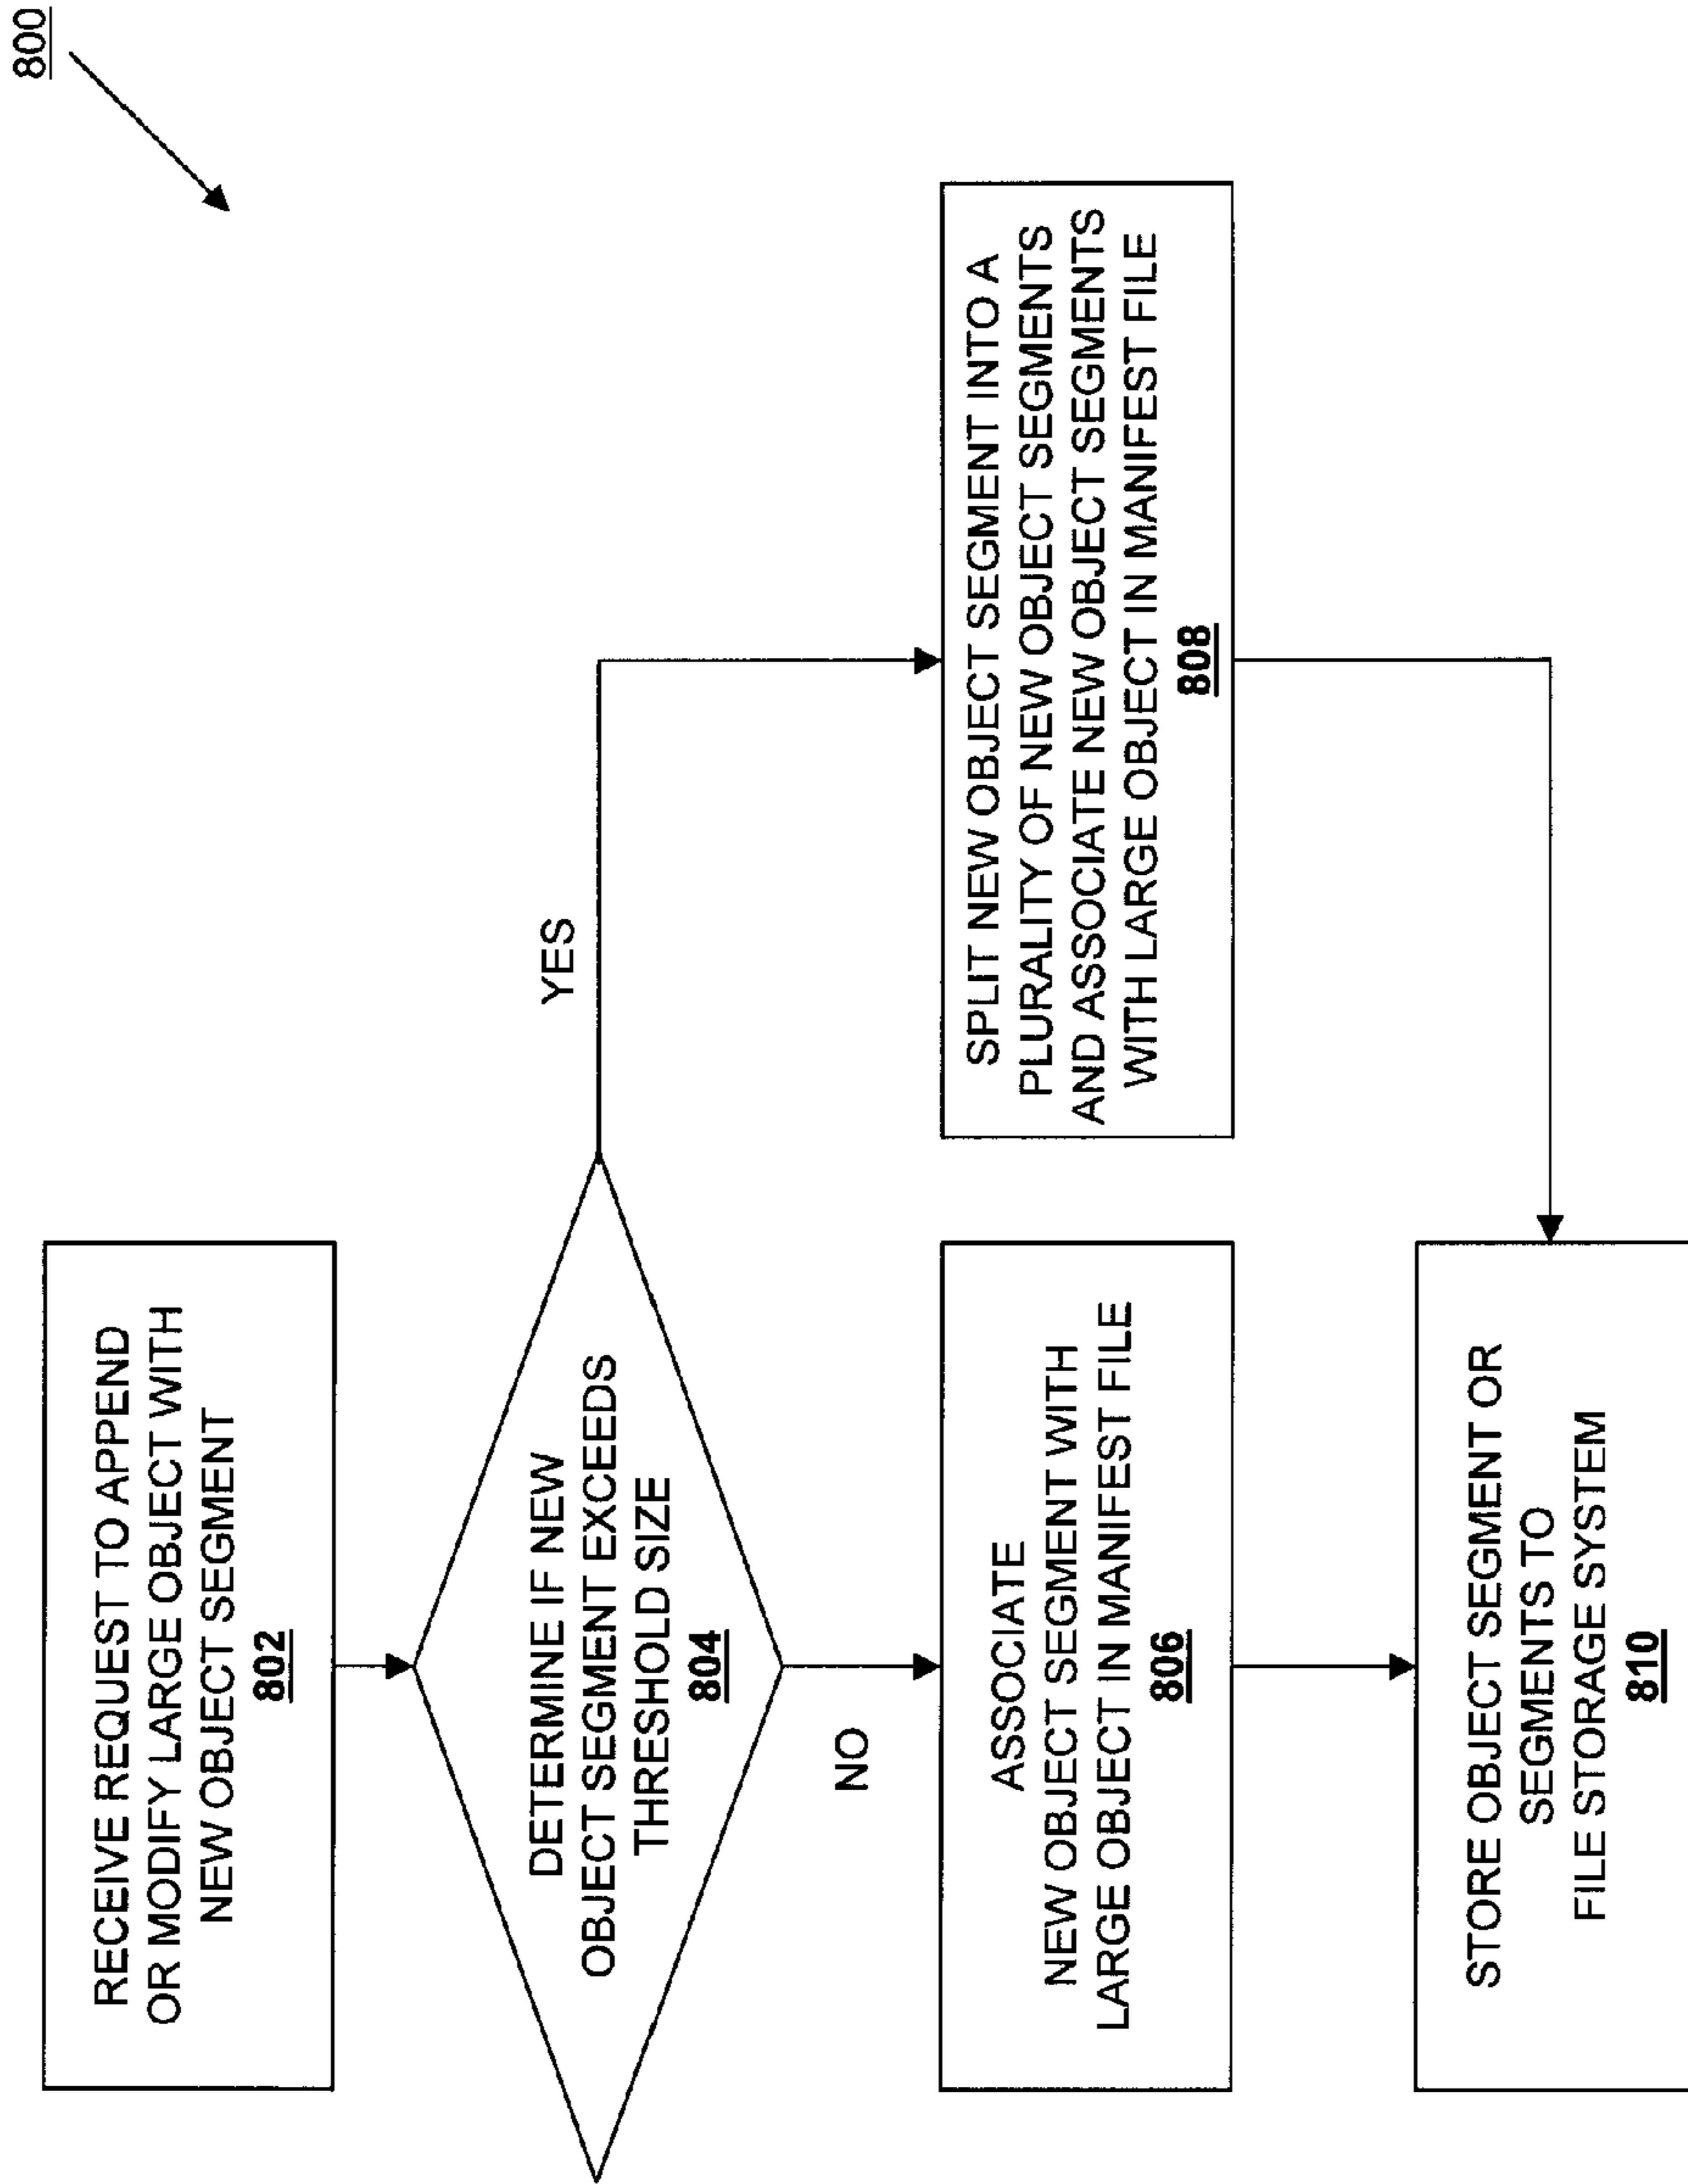 800
RECEIVE REQUEST TO APPEND
OR MODIFY LARGE OBJECT WITH
NEW OBJECT SEGMENT
802
DETERMINE IF NEW
OBJECT SEGMENT EXCEEDS
THRESHOLD SIZE
804
YES
NO
ASSOCIATE
NEW OBJECT SEGMENT WITH
LARGE OBJECT IN MANIFEST FILE
806
SPLIT NEW OBJECT SEGMENT INTO A
PLURALITY OF NEW OBJECT SEGMENTS
AND ASSOCIATE NEW OBJECT SEGMENTS
WITH LARGE OBJECT IN MANIFEST FILE
808
STORE OBJECT SEGMENT OR
SEGMENTS TO
FILE STORAGE SYSTEM
810